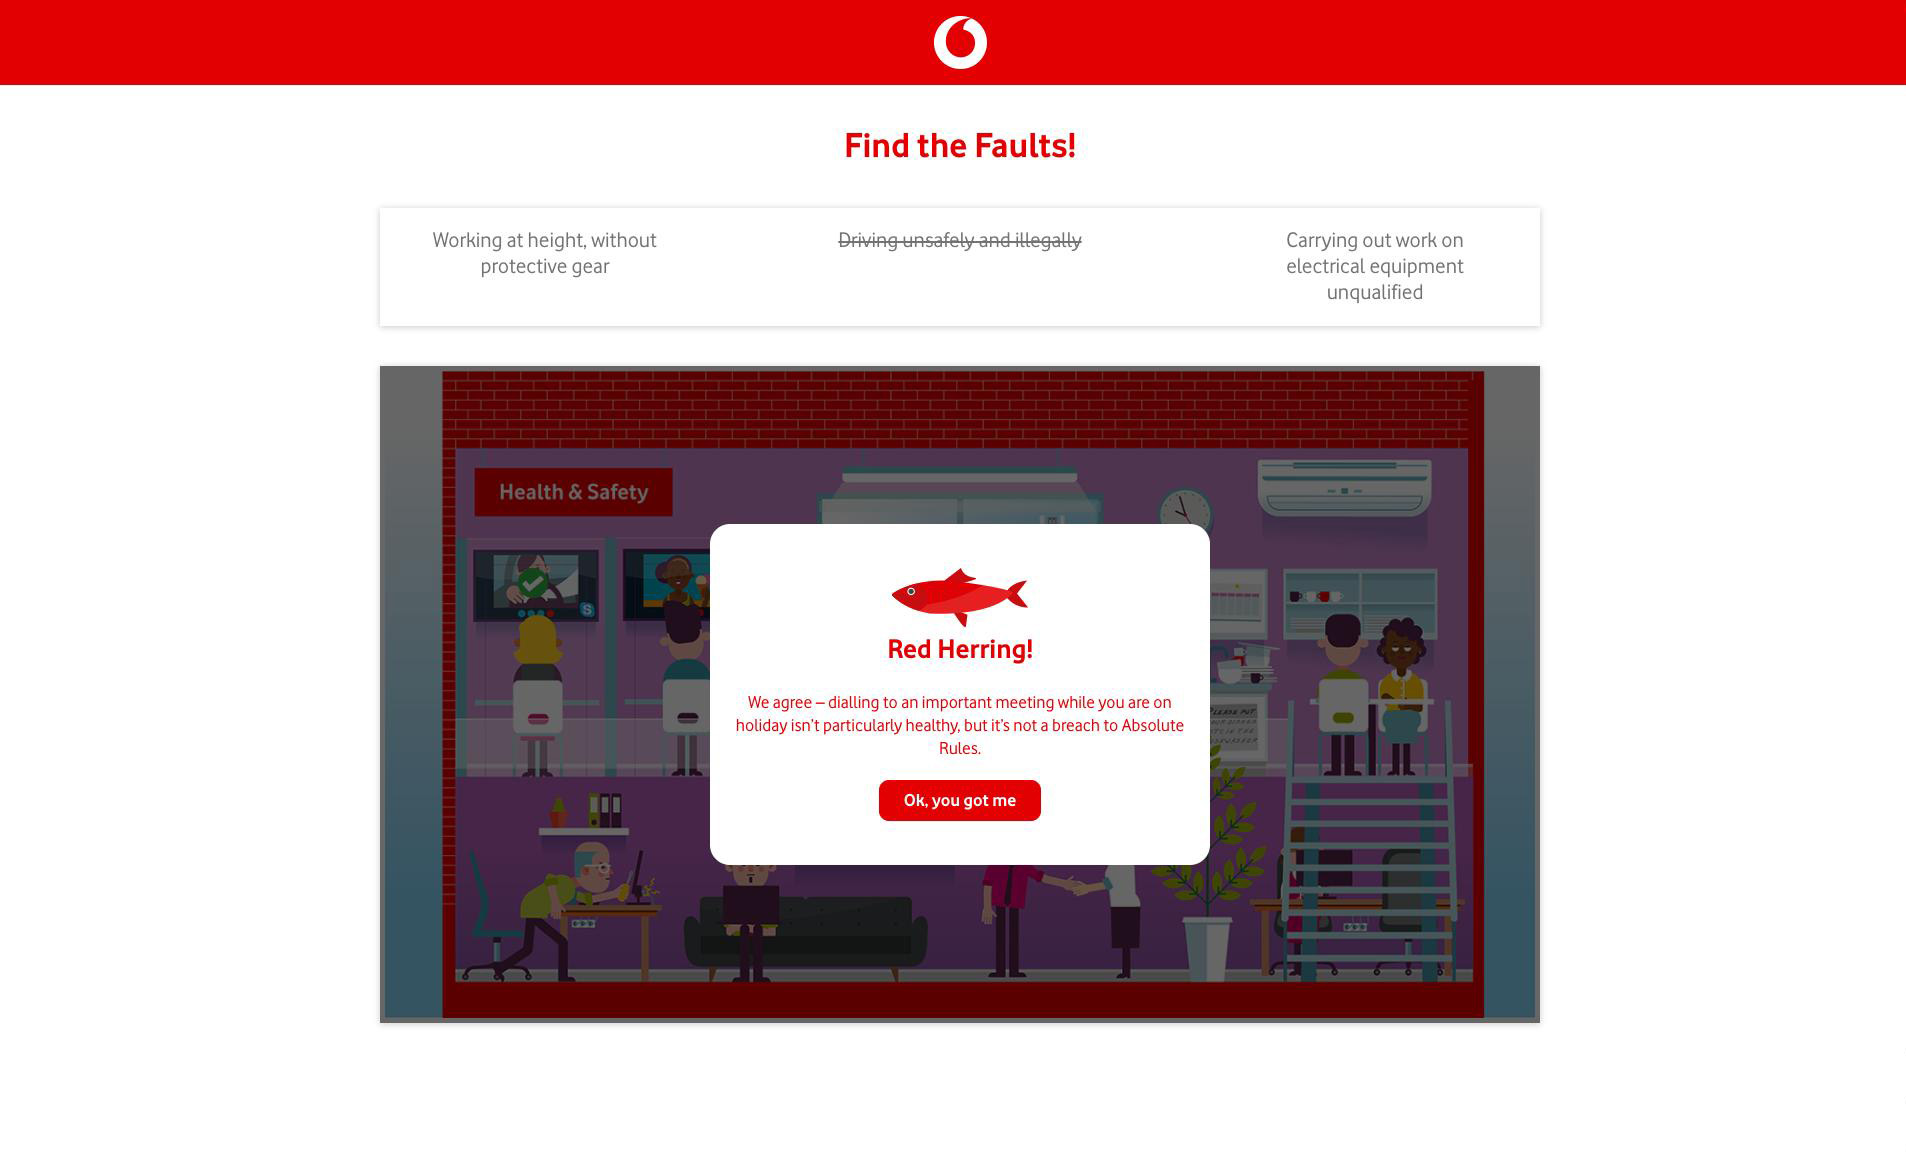 Find the Faults!
Working at height, without
protective gear
Driving unsafely and illegally
Carrying out work on
electrical equipment
unqualified
Health & Safety
S
Red Herring!
We agree – dialling to an important meeting while you are on
holiday isn't particularly healthy, but it's not a breach to Absolute
Rules.
Ok, you got me
PLEASE PUT